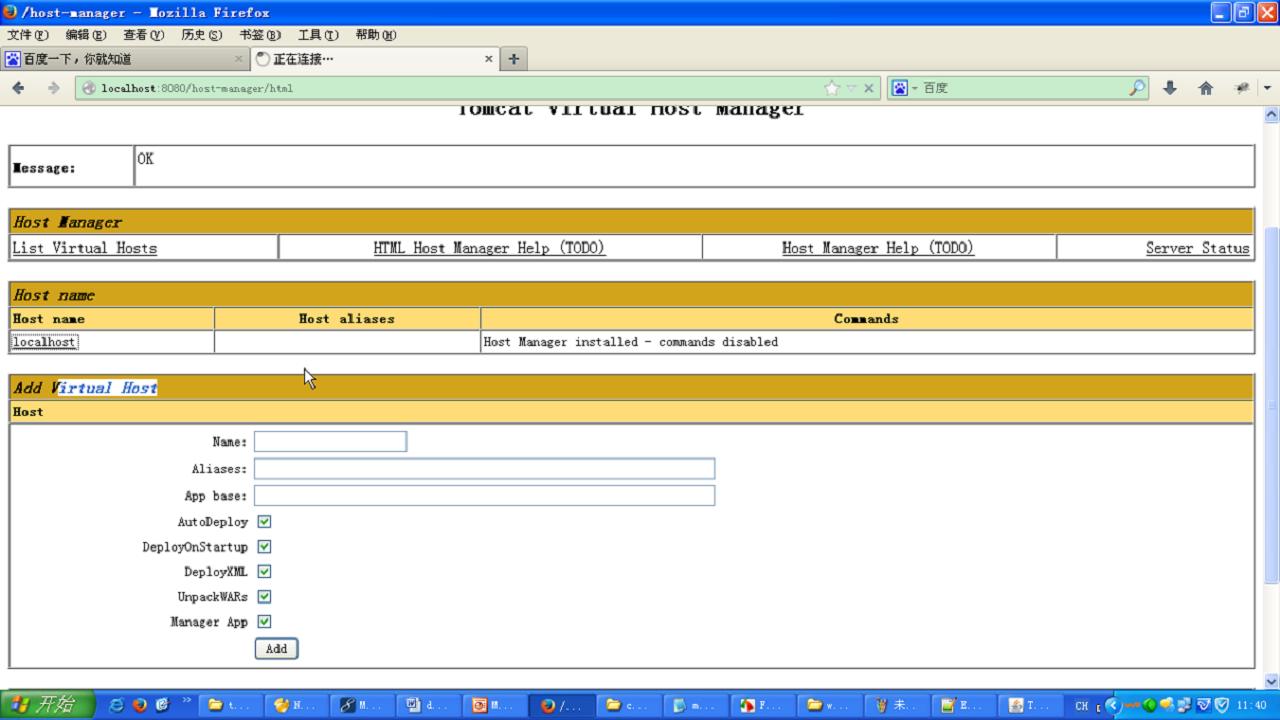 /host-manager - Mozilla Firefox
文件(F) 编辑(E) 查看(V) 历史(S) 书签(B) 工具(T) 帮助(H)
百度一下，你就知道
正在连接…
localhost:8080/host-manager/html
百度
Tomcat Virtual Host Manager
Message: OK
Host Manager
List Virtual Hosts HTML Host Manager Help (TODO) Host Manager Help (TODO) Server Status
Host name
Host name Host aliases Commands
localhost Host Manager installed - commands disabled
Add Virtual Host
Host
Name:
Aliases:
App base:
AutoDeploy
DeployOnStartup
DeployXML
UnpackWARs
Manager App
Add
开始 t... N... M... d... M... /... c... m... F... w... 未... E... T... CH 11:40